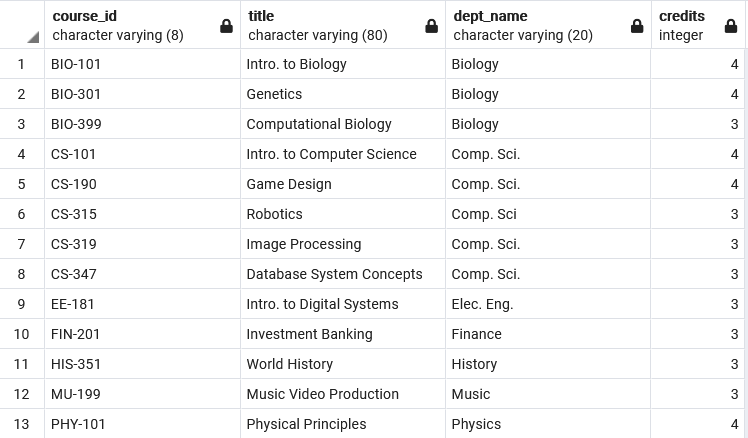 course_id title dept_name credits
character varying (8) character varying (80) character varying (20) integer
1 BIO-101 Intro. to Biology Biology 4
2 BIO-301 Genetics Biology 4
3 BIO-399 Computational Biology Biology 3
4 CS-101 Intro. to Computer Science Comp. Sci. 4
5 CS-190 Game Design Comp. Sci. 4
6 CS-315 Robotics Comp. Sci 3
7 CS-319 Image Processing Comp. Sci. 3
8 CS-347 Database System Concepts Comp. Sci. 3
9 EE-181 Intro. to Digital Systems Elec. Eng. 3
10 FIN-201 Investment Banking Finance 3
11 HIS-351 World History History 3
12 MU-199 Music Video Production Music 3
13 PHY-101 Physical Principles Physics 4